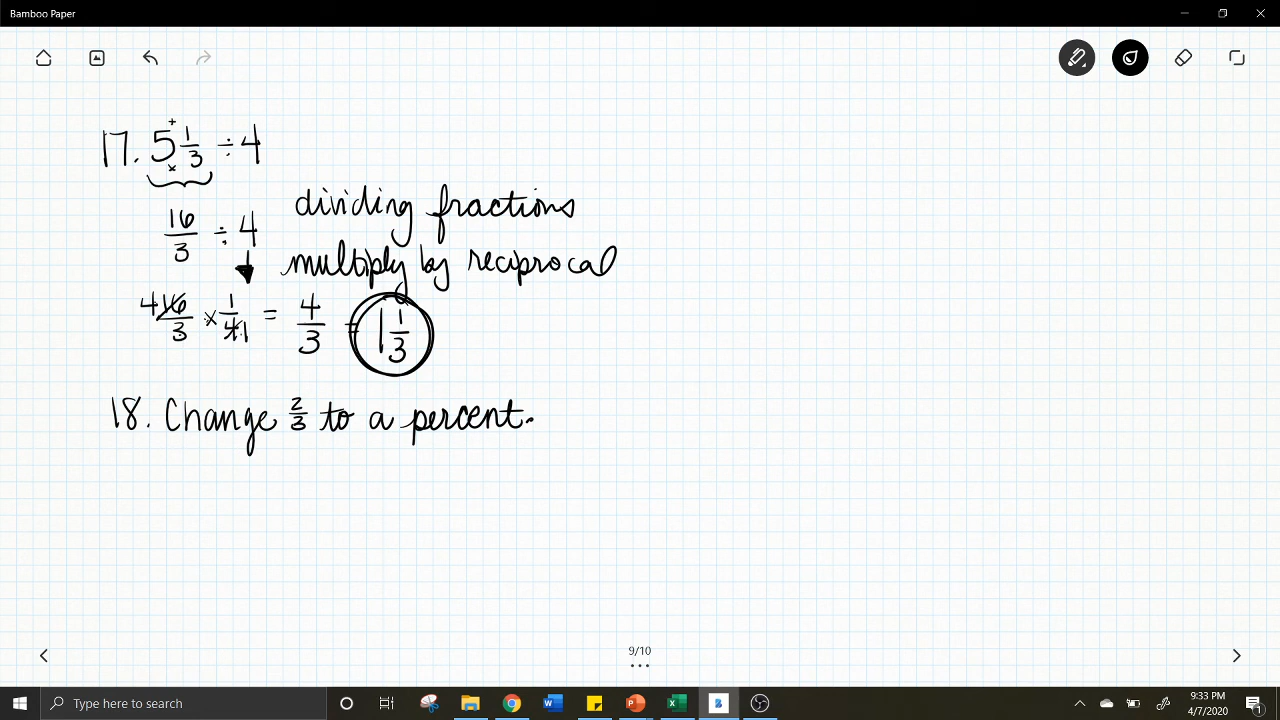 Bamboo Paper
17. 5 1/3 ÷ 4
+
×
16/3 ÷ 4
dividing fractions
multiply by reciprocal
4 16/3 × 1/4 1 = 4/3 = 1 1/3
18. Change 2/3 to a percent.
9/10
Type here to search
9:33 PM
4/7/2020
1